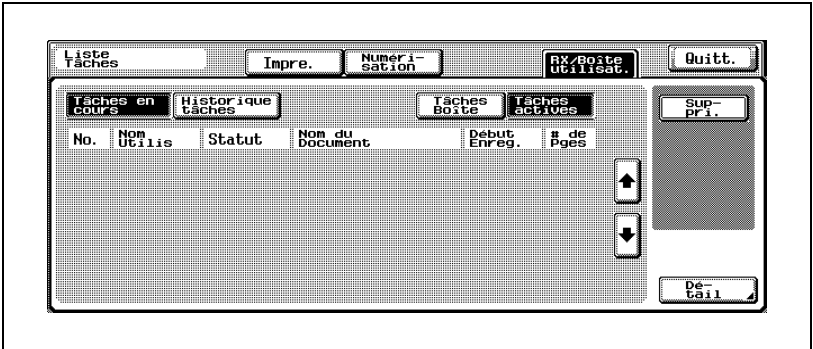 Liste
Tâches
Impre.
Numéri-
sation
RX/Boîte
utilisat.
Quitt.
Tâches en
cours
Historique
tâches
Tâches
Boîte
Tâches
actives
Sup-
pri.
No.
Nom
Utilis
Statut
Nom du
Document
Début
Enreg.
# de
Pges
Dé-
tail